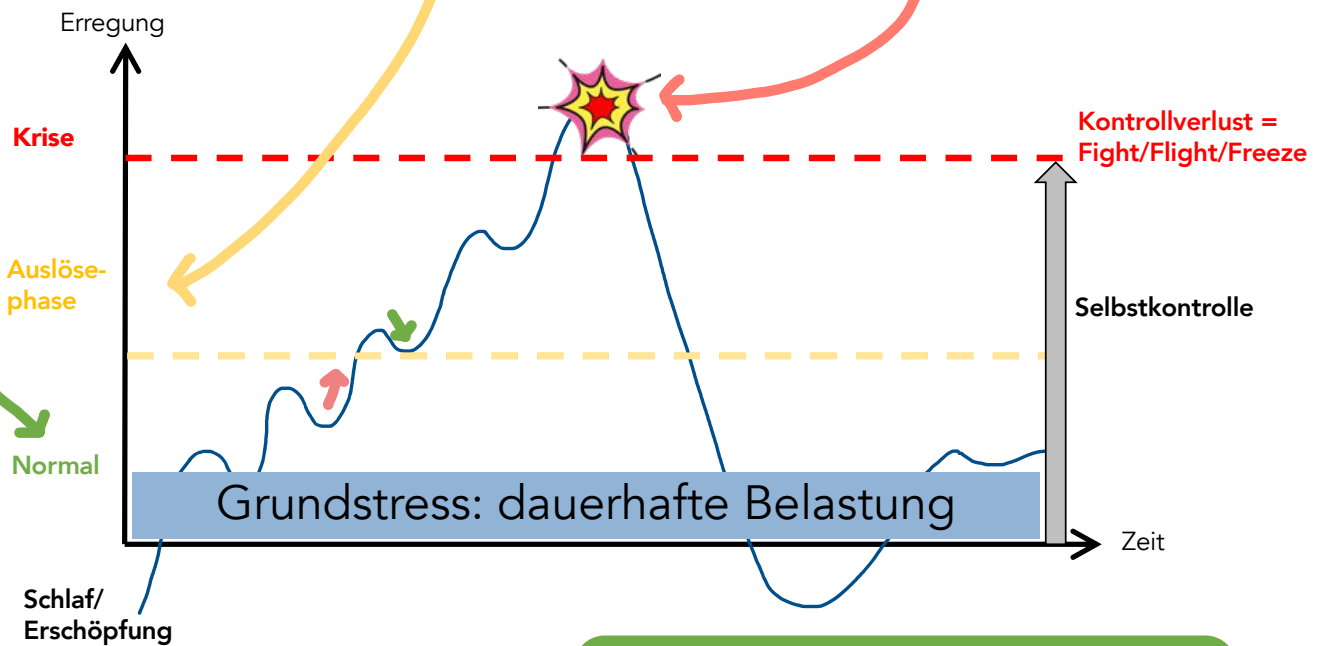 Erregung
Krise
Kontrollverlust =
Fight/Flight/Freeze
Auslöse-
phase
Selbstkontrolle
Normal
Grundstress: dauerhafte Belastung
Zeit
Schlaf/
Erschöpfung